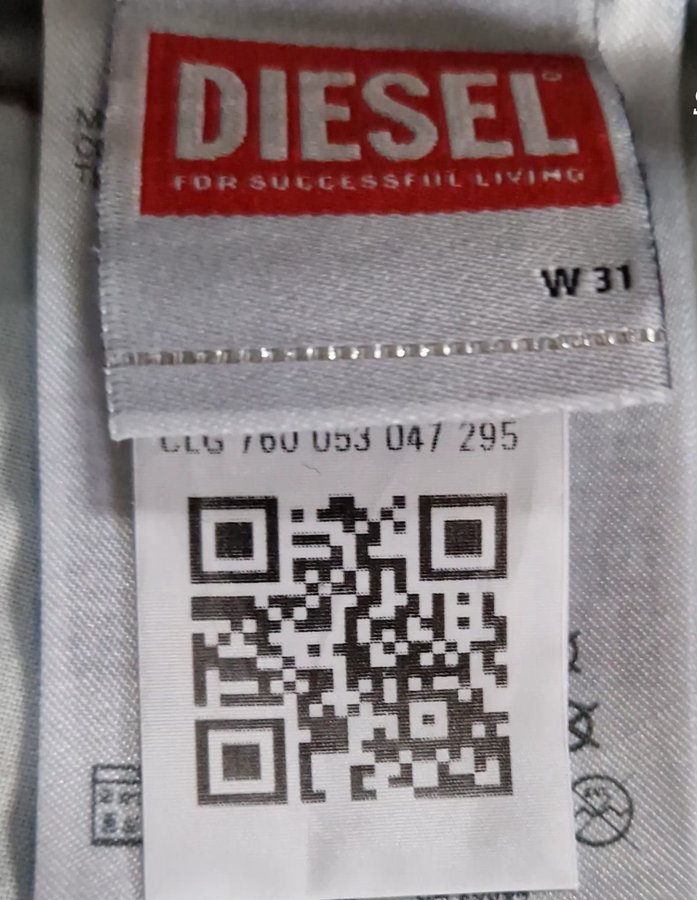 DIESEL
FOR SUCCESSFUL LIVING
W 31
CLG 760 053 047 295